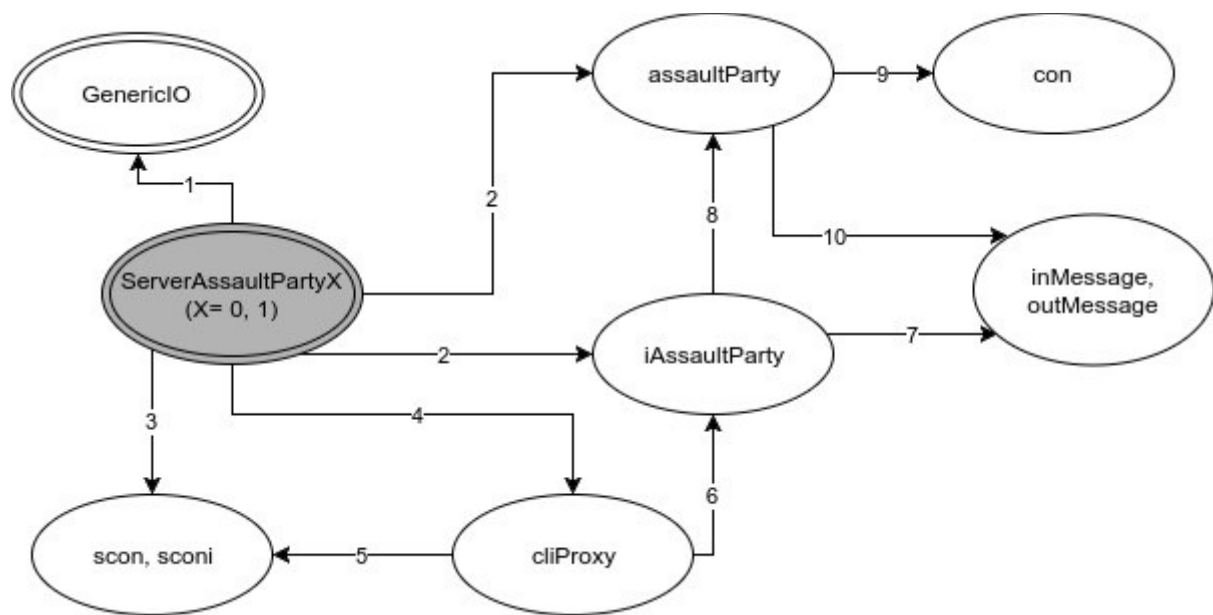 GenericIO
assaultParty
9
con
1
2
8
10
ServerAssaultPartyX
(X= 0, 1)
inMessage,
outMessage
2
iAssaultParty
7
3
4
6
scon, sconi
5
cliProxy